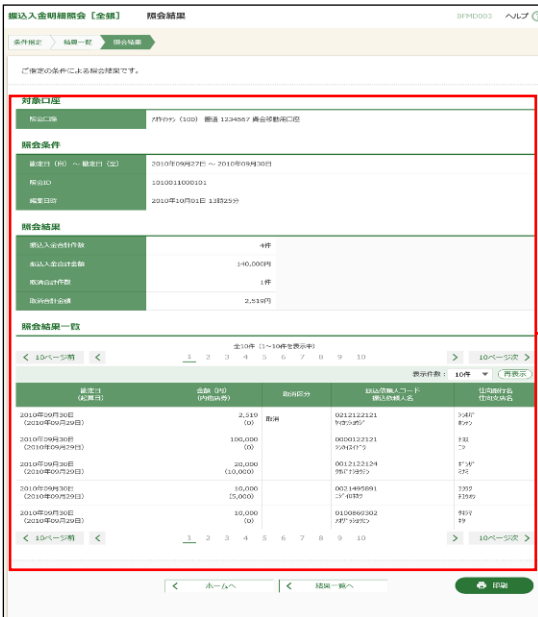 振込入金明細照会［全銀］ 照会結果 BFMD003 ヘルプ
条件指定 結果一覧 照会結果
ご指定の条件による照会結果です。
対象口座
照会口座 (100) 普通 1234567 資金移動用口座
照会条件
勘定日（自）～勘定日（至） 2010年09月27日 ～ 2010年09月30日
照会ID 1010011000101
編集日時 2010年10月01日 13時25分
照会結果
振込入金合計件数 4件
振込入金合計金額 140,000円
取消合計件数 1件
取消合計金額 2,519円
照会結果一覧
全10件［1～10件を表示中］
10ページ前 1 2 3 4 5 6 7 8 9 10 10ページ次
表示件数： 10件 再表示
勘定日 金額（円） 取消区分 振込依頼人コード 仕向銀行名
（起算日） （内他店券） 振込依頼人名 仕向支店名
2010年09月30日 2,519 取消 0212122121
（2010年09月29日） (0)
2010年09月30日 100,000 0000122121
（2010年09月29日） (0)
2010年09月30日 20,000 0012122124
（2010年09月29日） (10,000)
2010年09月30日 10,000 0021495891
（2010年09月29日） (5,000)
2010年09月30日 10,000 0100860302
（2010年09月29日） (0)
10ページ前 1 2 3 4 5 6 7 8 9 10 10ページ次
ホームへ 結果一覧へ 印刷